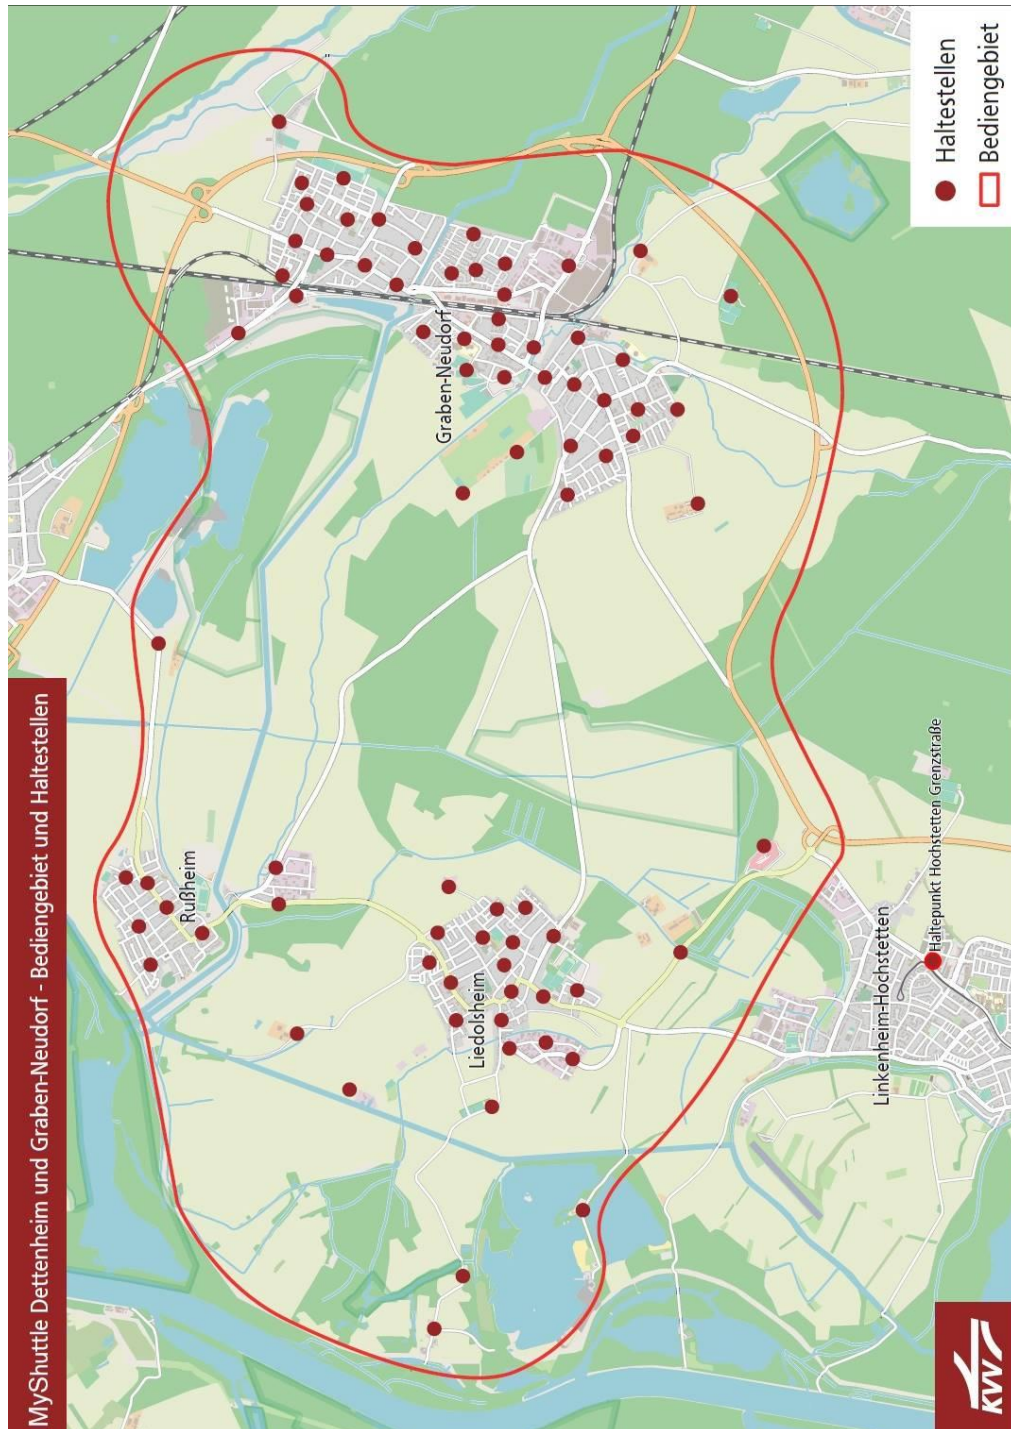 MyShuttle Dettenheim und Graben-Neudorf - Bediengebiet und Haltestellen
Rußheim
Graben-Neudorf
Liedolsheim
Linkenheim-Hochstetten
Haltepunkt Hochstetten Grenzstraße
Haltestellen
Bediengebiet
KVV